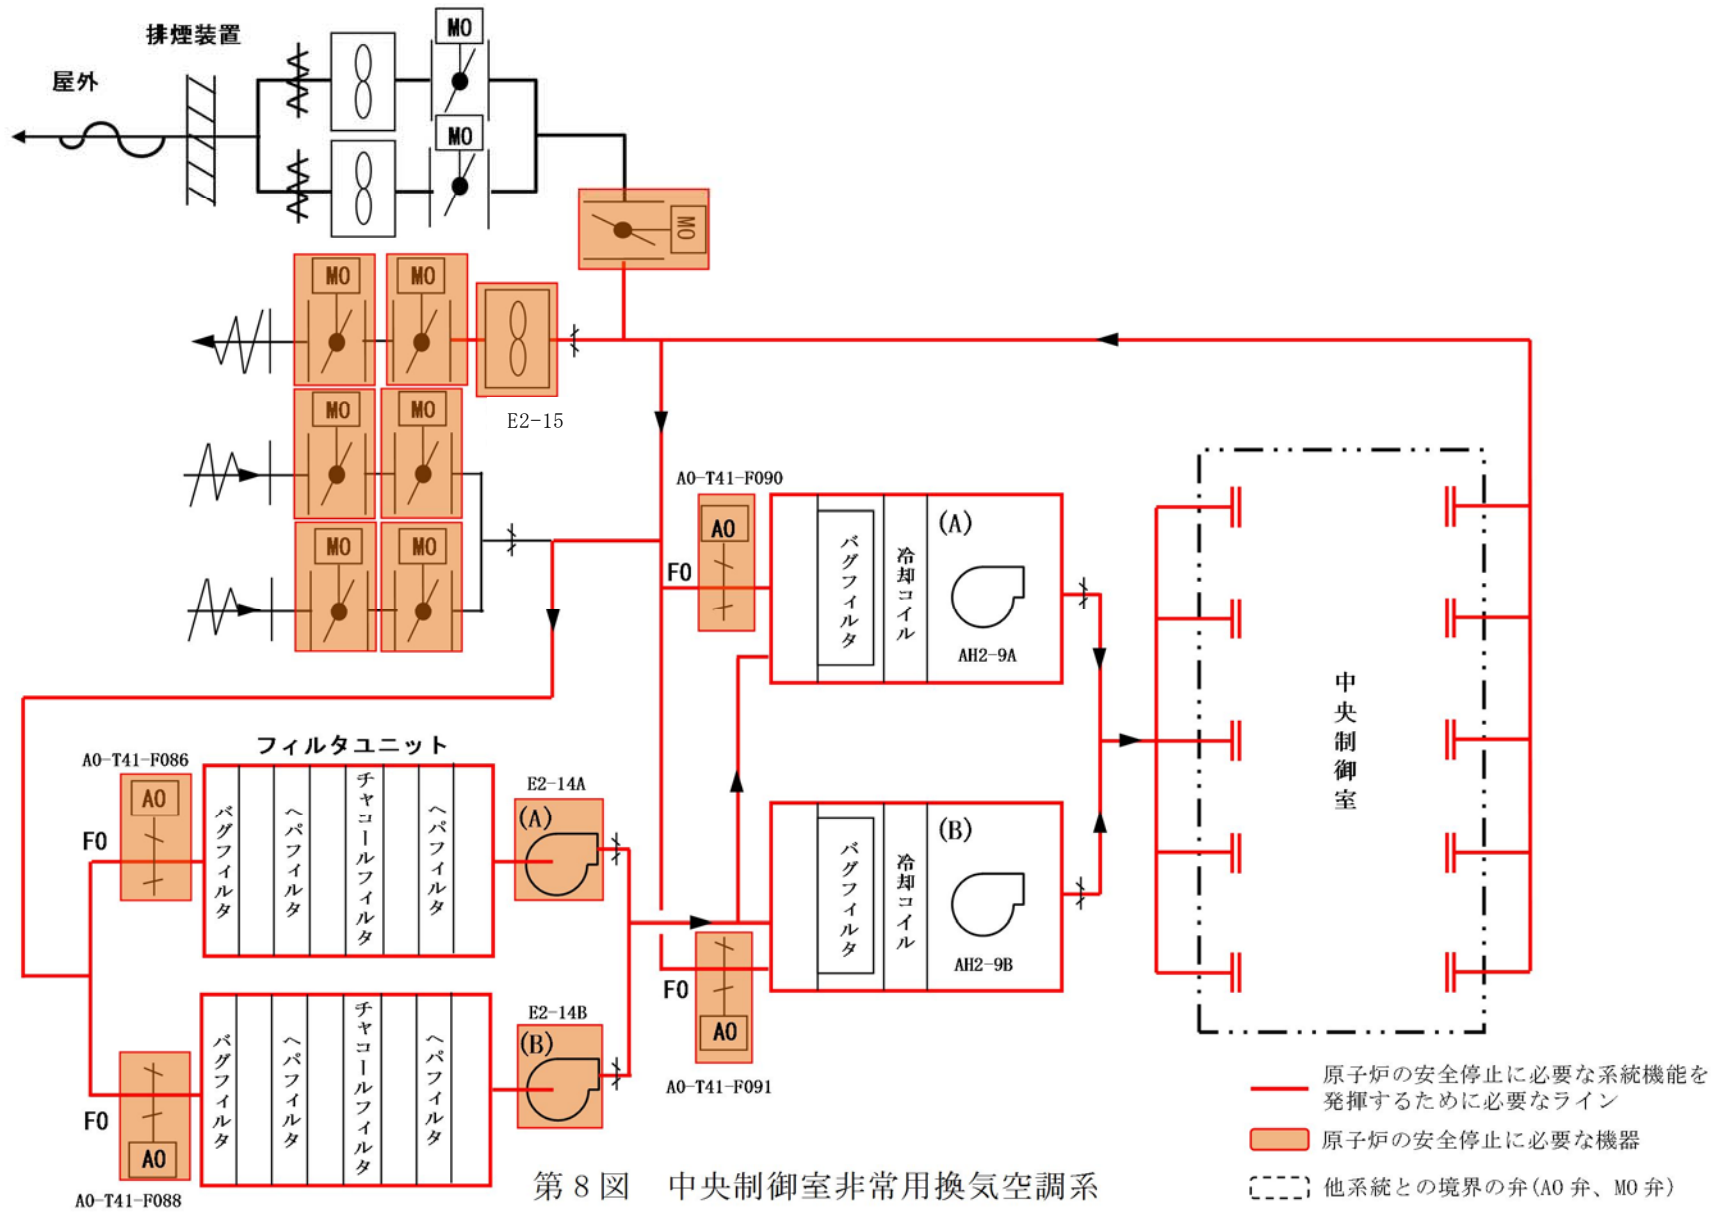 排煙装置
屋外
MO
MO
MO
MO
MO
E2-15
MO
MO
MO
MO
AO-T41-F090
AO
FO
バグフィルタ
冷却コイル
(A)
AH2-9A
中央制御室
フィルタユニット
AO-T41-F086
AO
FO
バグフィルタ
ヘパフィルタ
チャコールフィルタ
ヘパフィルタ
E2-14A
(A)
バグフィルタ
冷却コイル
(B)
AH2-9B
FO
AO
AO-T41-F091
E2-14B
(B)
バグフィルタ
ヘパフィルタ
チャコールフィルタ
ヘパフィルタ
FO
AO
AO-T41-F088
原子炉の安全停止に必要な系統機能を
発揮するために必要なライン
原子炉の安全停止に必要な機器
他系統との境界の弁(AO 弁、MO 弁)
第8図 中央制御室非常用換気空調系